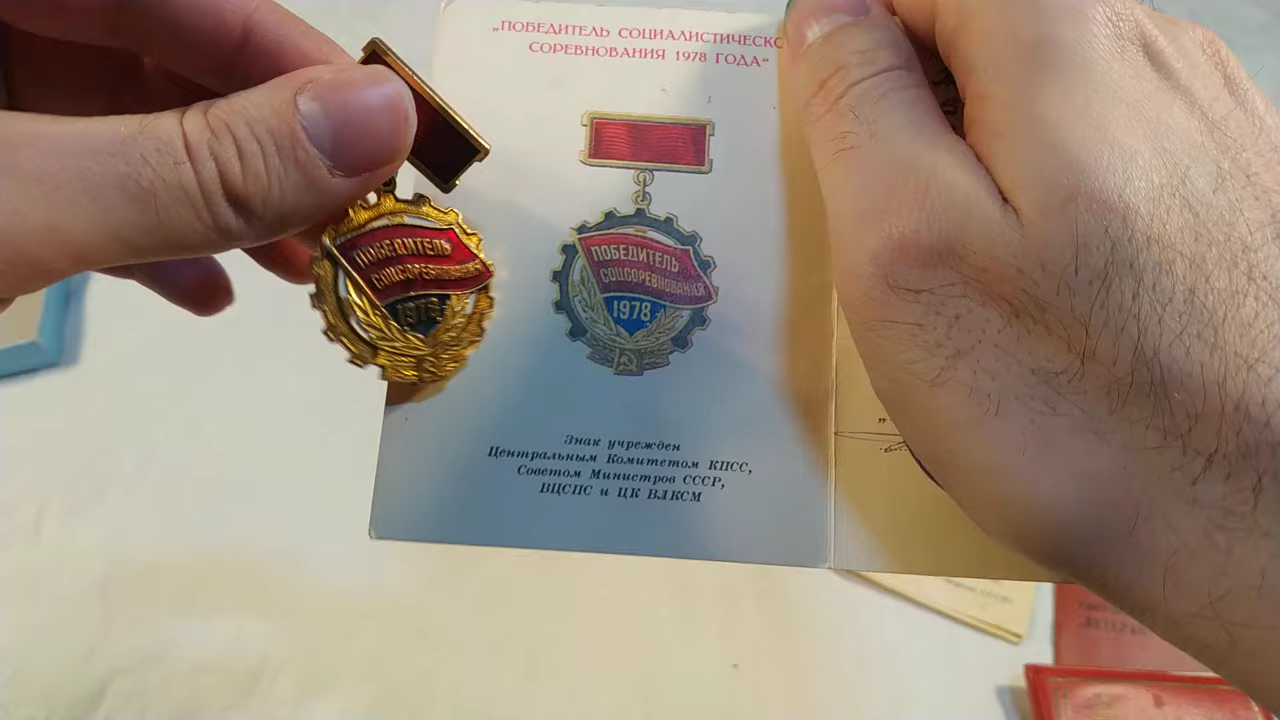 „ПОБЕДИТЕЛЬ СОЦИАЛИСТИЧЕСКО
СОРЕВНОВАНИЯ 1978 ГОДА"
ПОБЕДИТЕЛЬ
СОЦСОРЕВНОВАНИЯ
1978
ПОБЕДИТЕЛЬ
СОЦСОРЕВНОВАНИЯ
1978
Знак учрежден
Центральным Комитетом КПСС,
Советом Министров СССР,
ВЦСПС и ЦК ВЛКСМ